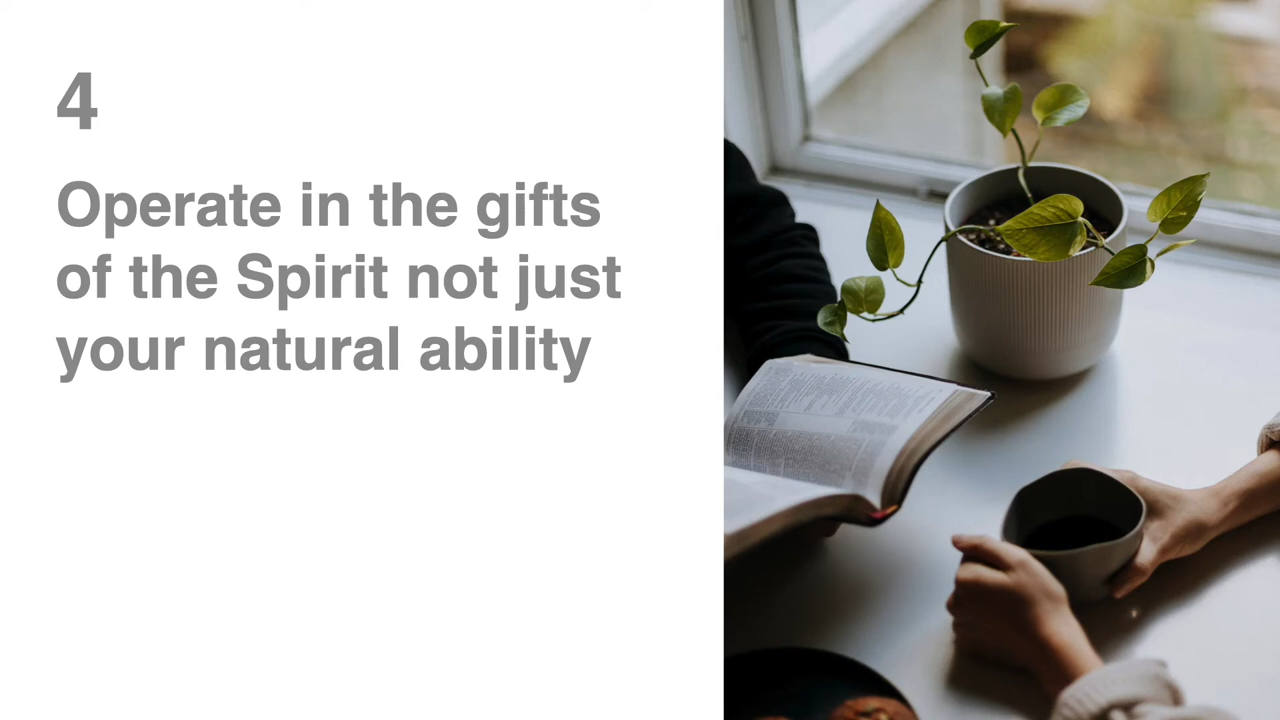 4
Operate in the gifts
of the Spirit not just
your natural ability